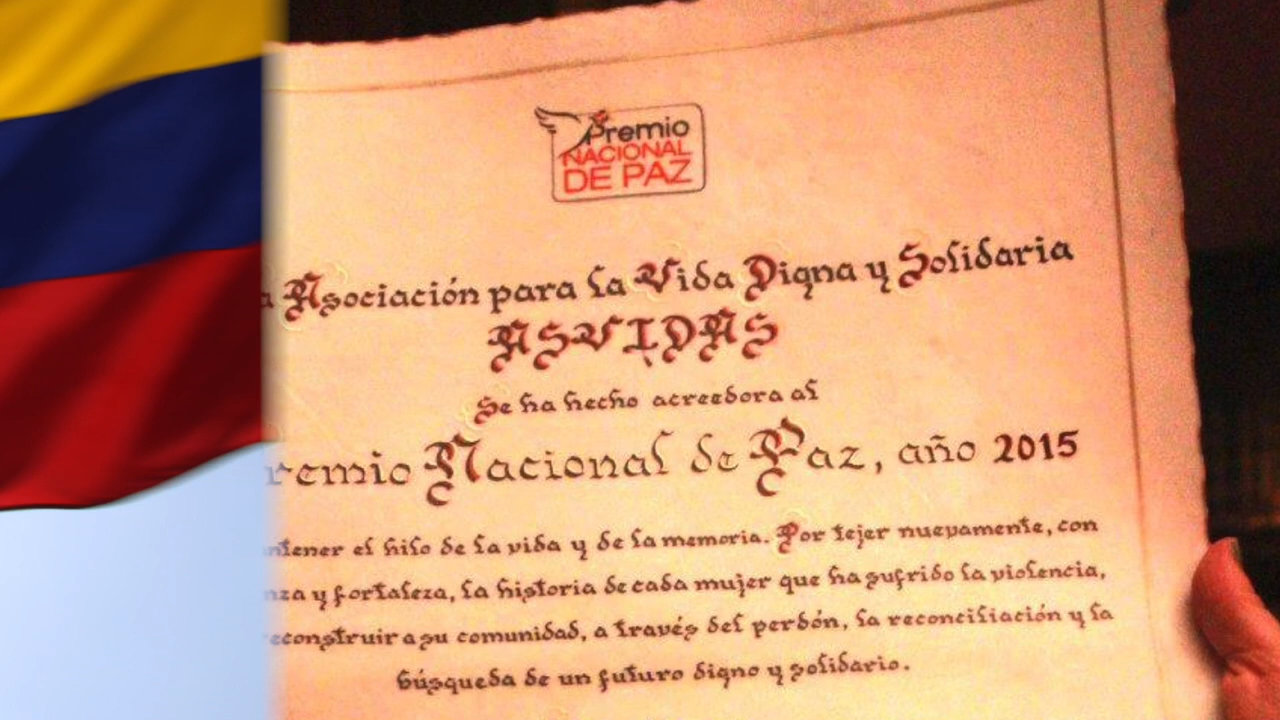 Premio
NACIONAL
DE PAZ
a Asociación para la Vida Digna y Solidaria
ASVIDAS
Se ha hecho acreedora al
remio Nacional de Paz, año 2015
ntener el hilo de la vida y de la memoria. Por tejer nuevamente, con
nza y fortaleza, la historia de cada mujer que ha sufrido la violencia,
econstruir a su comunidad, a través del perdón, la reconciliación y la
búsqueda de un futuro digno y solidario.